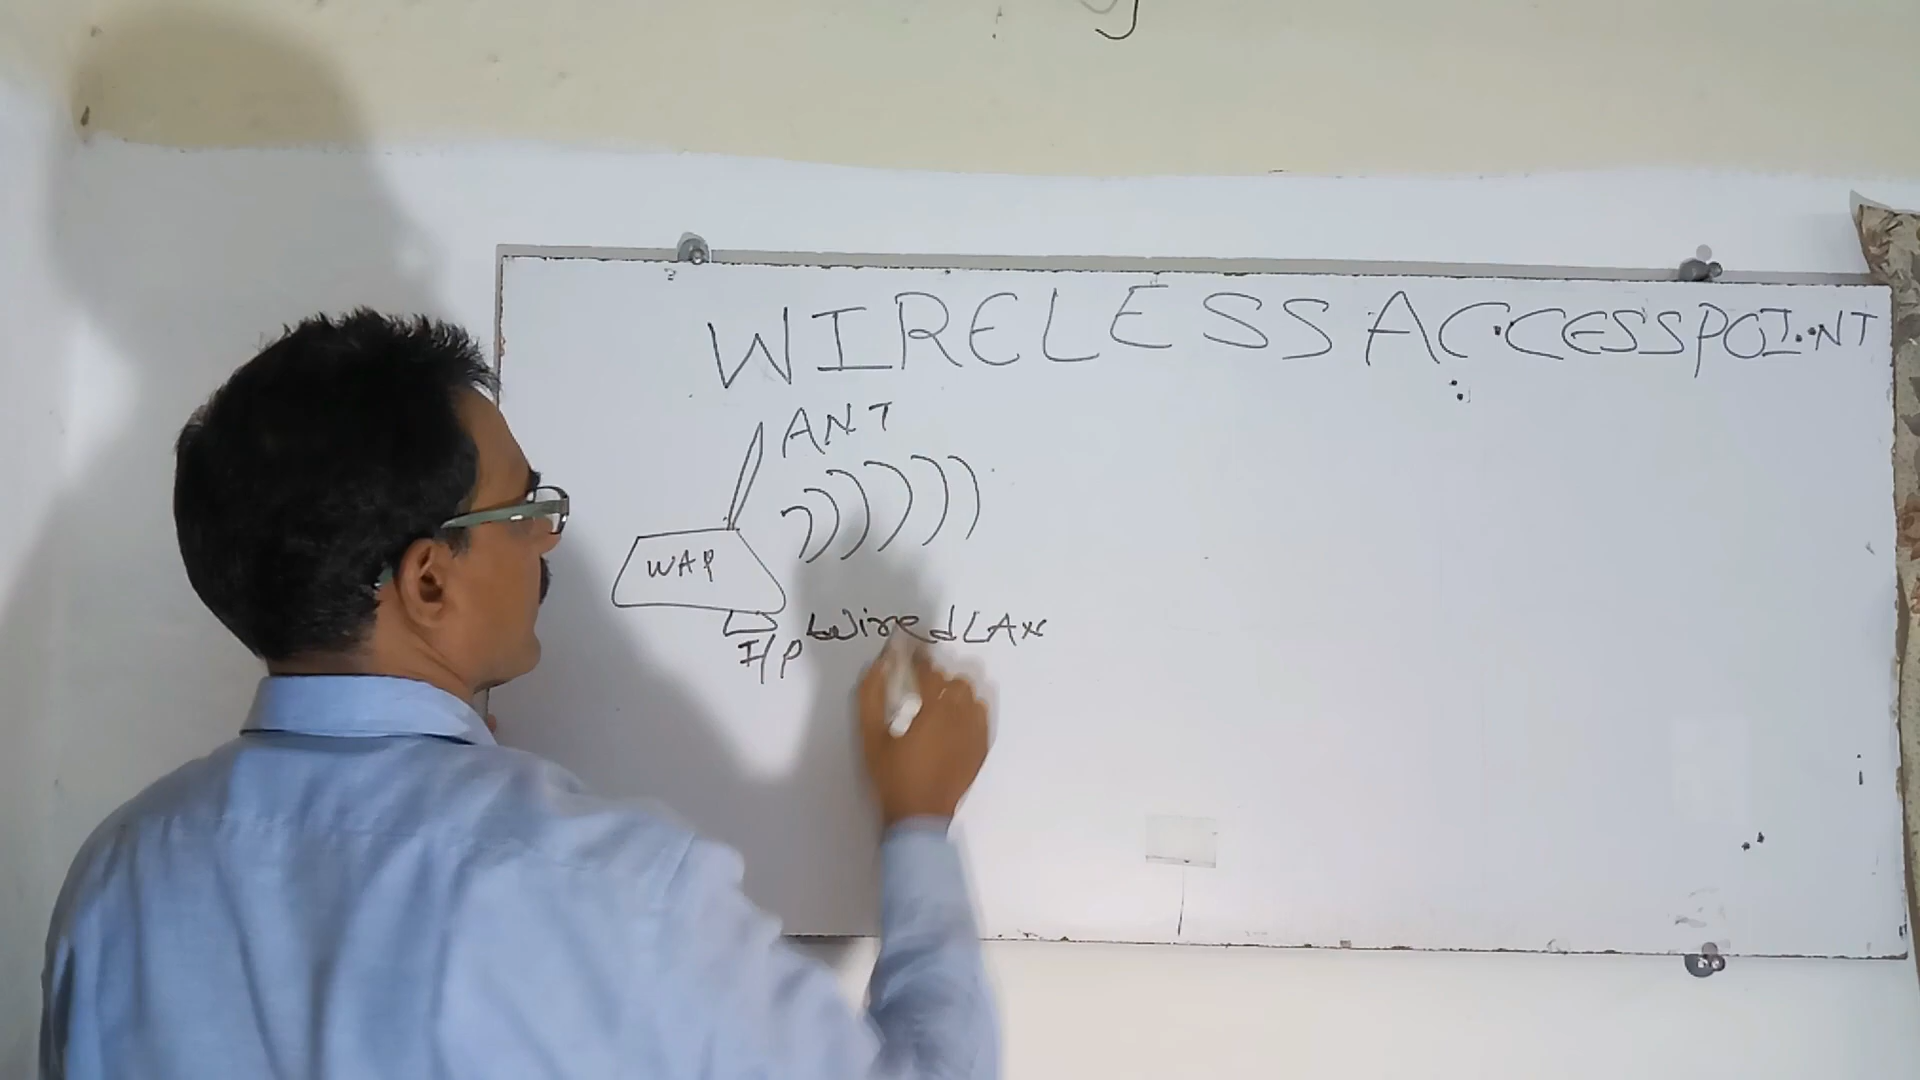 WIRELESS ACCESSPOINT
ANT
WAP
I/p Wired LAN